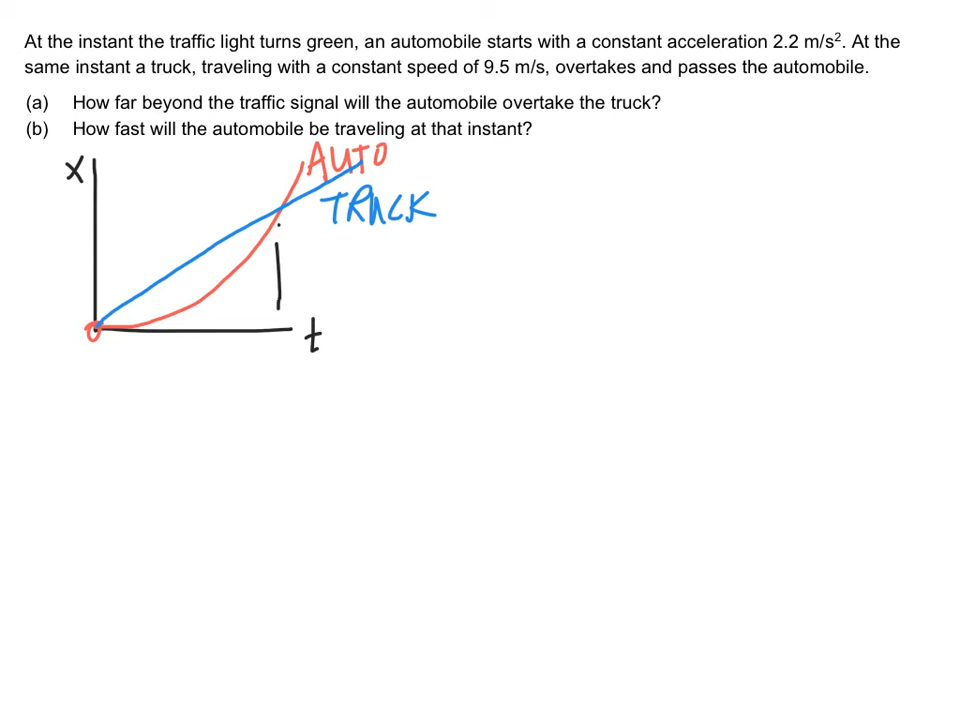 At the instant the traffic light turns green, an automobile starts with a constant acceleration 2.2 m/s². At the
same instant a truck, traveling with a constant speed of 9.5 m/s, overtakes and passes the automobile.
(a) How far beyond the traffic signal will the automobile overtake the truck?
(b) How fast will the automobile be traveling at that instant?
AUTO
X
TRUCK
t